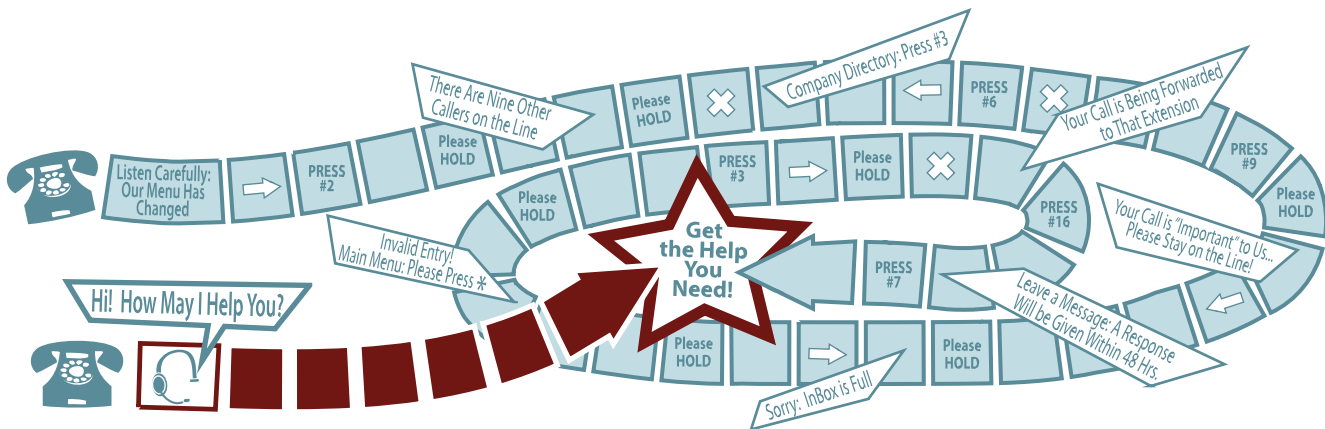 Listen Carefully:
Our Menu Has
Changed
PRESS
#2
Please
HOLD
There Are Nine Other
Callers on the Line
Please
HOLD
Company Directory: Press #3
PRESS
#6
Your Call is Being Forwarded
to That Extension
PRESS
#9
Please
HOLD
Your Call is "Important" to Us...
Please Stay on the Line!
Leave a Message: A Response
Will be Given Within 48 Hrs.
Please
HOLD
Sorry: InBox is Full
Please
HOLD
Invalid Entry!
Main Menu: Please Press *
Please
HOLD
PRESS
#3
Please
HOLD
PRESS
#16
PRESS
#7
Get
the Help
You
Need!
Hi! How May I Help You?